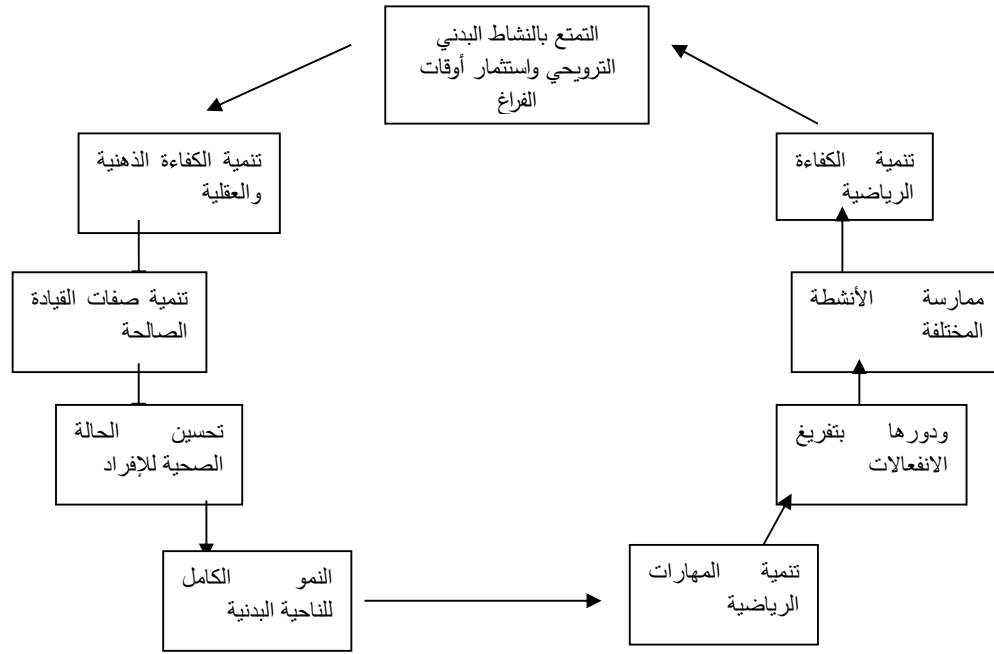 التمتع بالنشاط البدني
الترويحي واستثمار أوقات
الفراغ
تنمية الكفاءة الذهنية
والعقلية
تنمية صفات القيادة
الصالحة
تحسين الحالة
الصحية للإفراد
النمو الكامل
للناحية البدنية
تنمية المهارات
الرياضية
ودورها بتفريغ
الانفعالات
ممارسة الأنشطة
المختلفة
تنمية الكفاءة
الرياضية